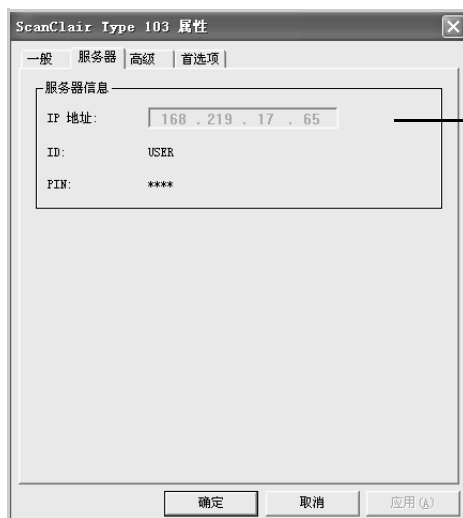 ScanClair Type 103 属性
一般 服务器 高级 首选项
服务器信息
IP 地址: 168 . 219 . 17 . 65
ID: USER
PIN: ****
确定 取消 应用(A)